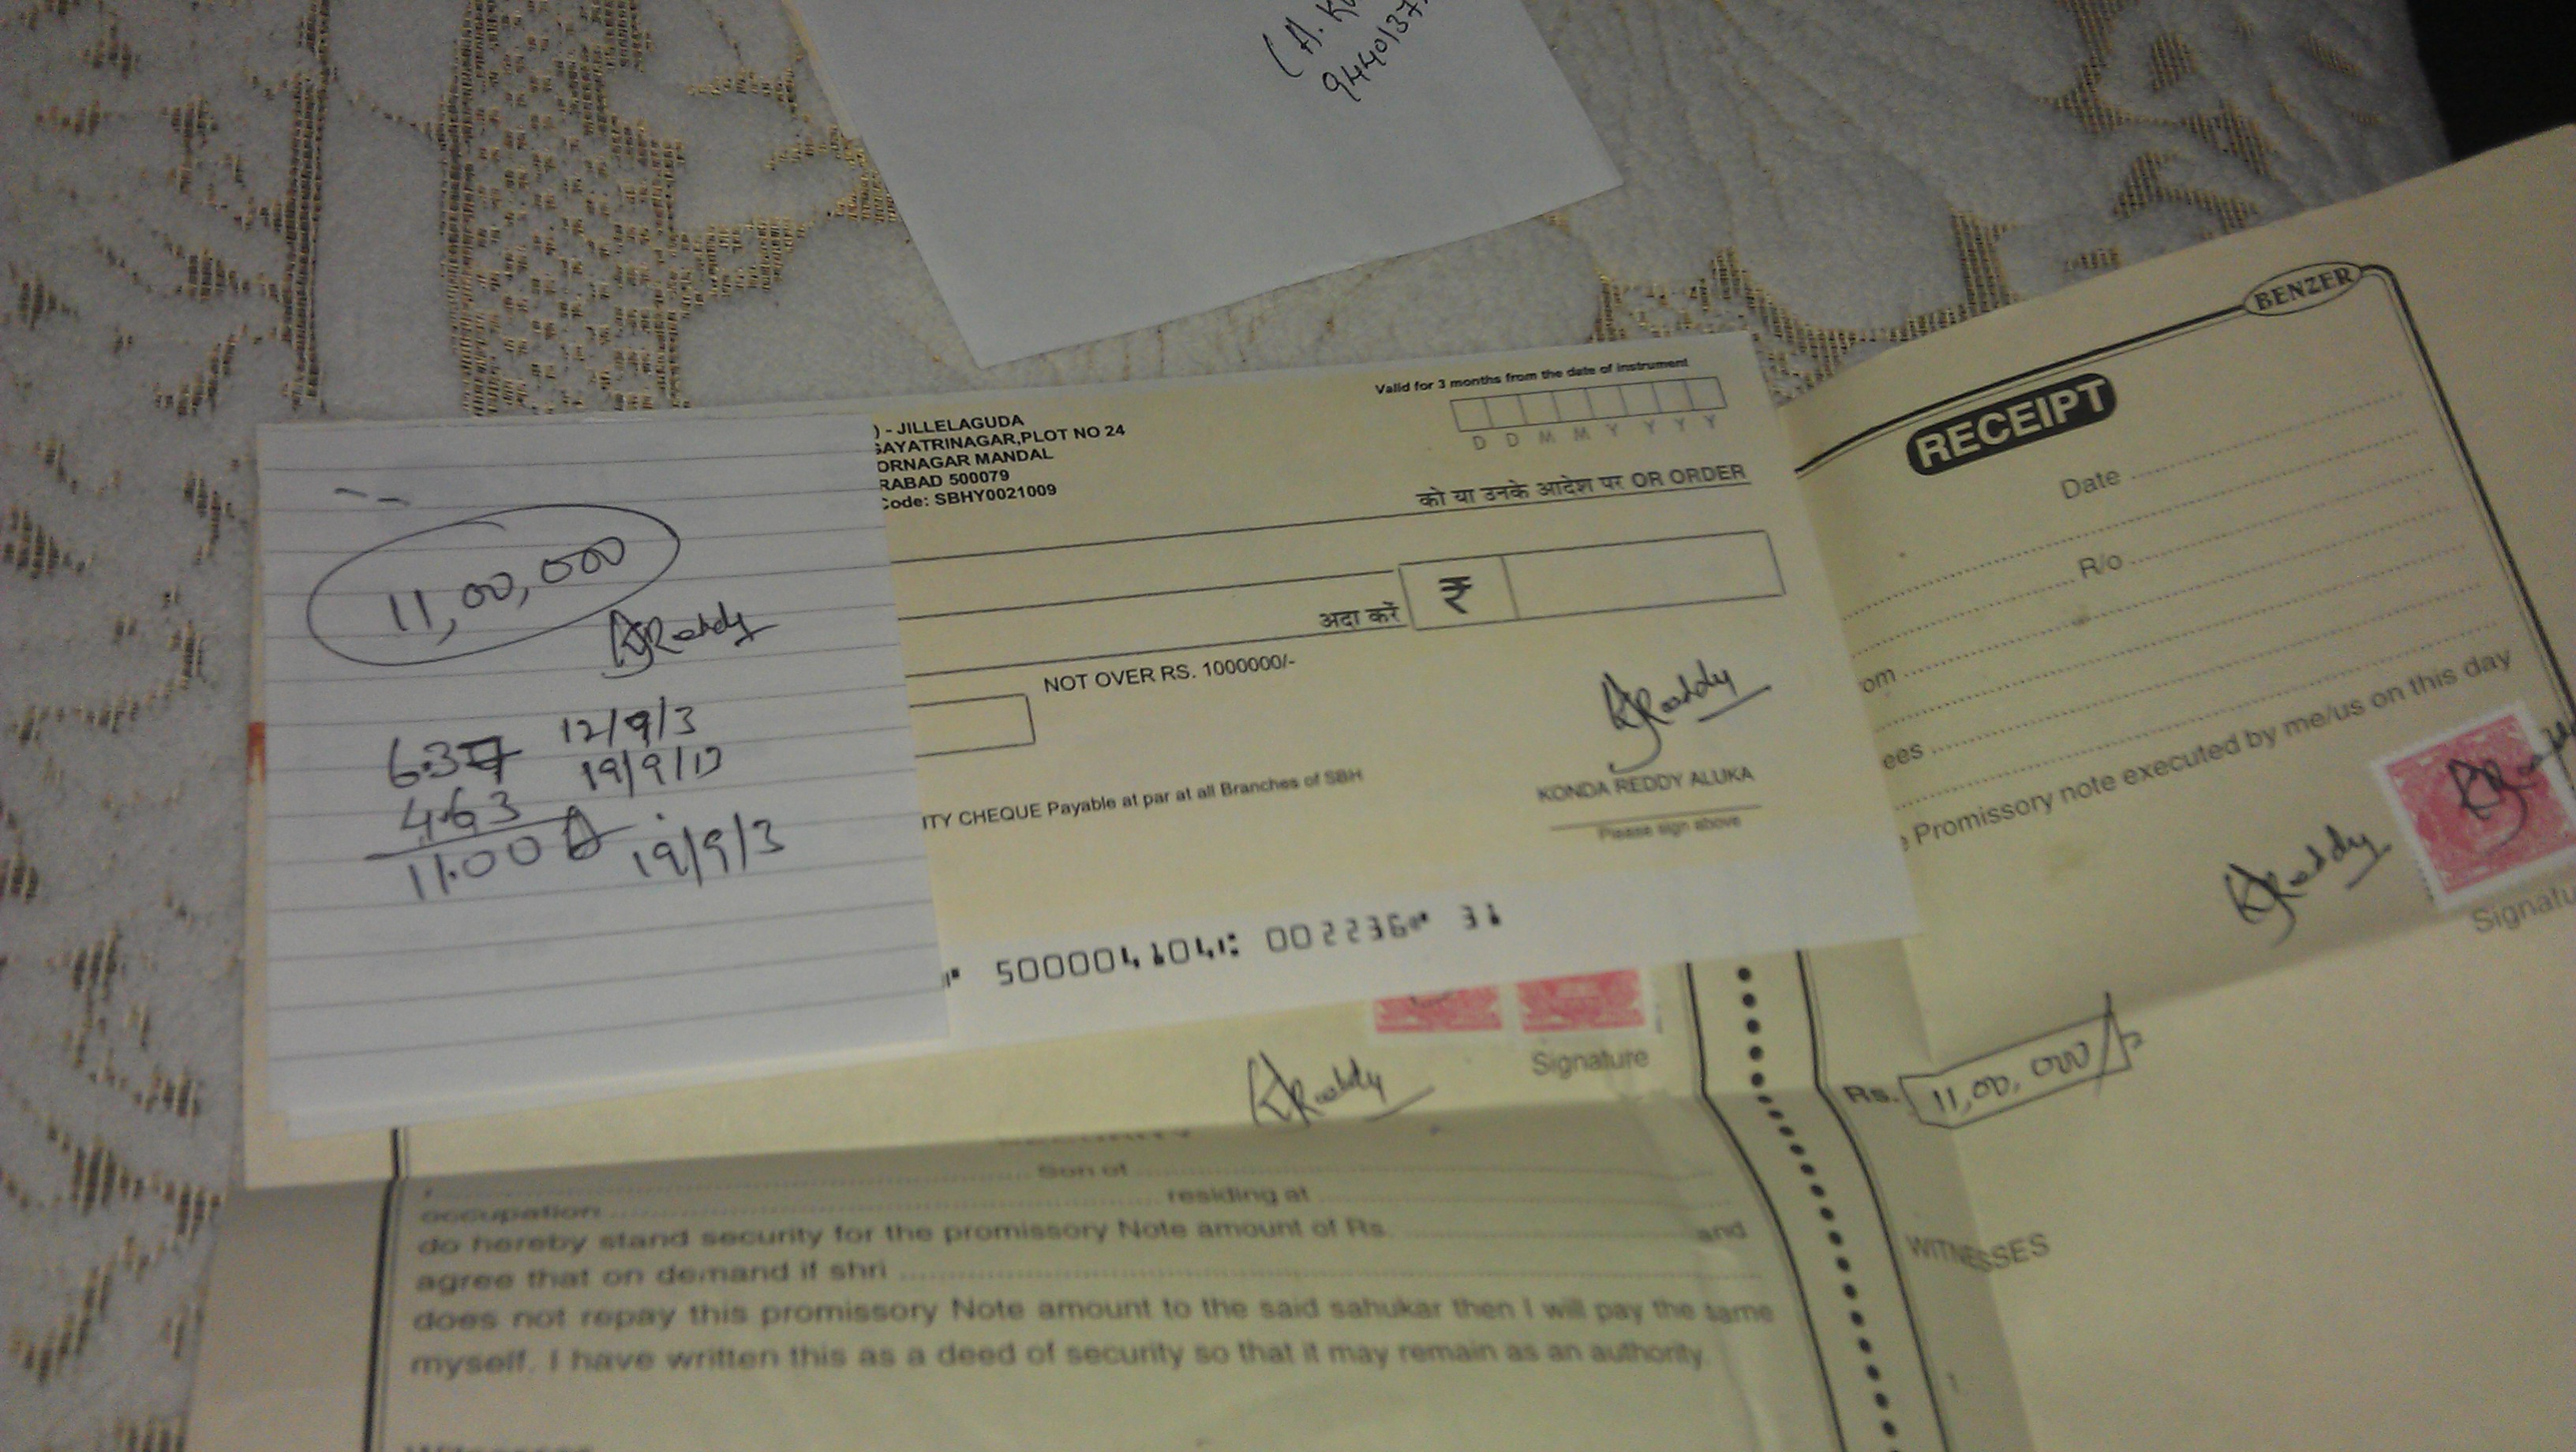 9440137
) - JILLELAGUDA
GAYATRINAGAR,PLOT NO 24
ORNAGAR MANDAL
RABAD 500079
Code: SBHY0021009
Valid for 3 months from the date of instrument
D D M M Y Y Y Y
को या उनके आदेश पर OR ORDER
अदा करें ₹
NOT OVER RS. 1000000/-
KReddy
KONDA REDDY ALUKA
Please sign above
ITY CHEQUE Payable at par at all Branches of SBH
500004104 002236 31
11,00,000
KReddy
6.37 12/9/3
4.63 19/9/13
11.00 19/9/3
BENZER
RECEIPT
Date
R/o
om
ees
Promissory note executed by me/us on this day
KReddy
Signatu
Rs. 11,00,000/-
WITNESSES
KReddy
Signature
Son of
occupation residing at
do hereby stand security for the promissory Note amount of Rs. and
agree that on demand if shri
does not repay this promissory Note amount to the said sahukar then I will pay the same
myself. I have written this as a deed of security so that it may remain as an authority.